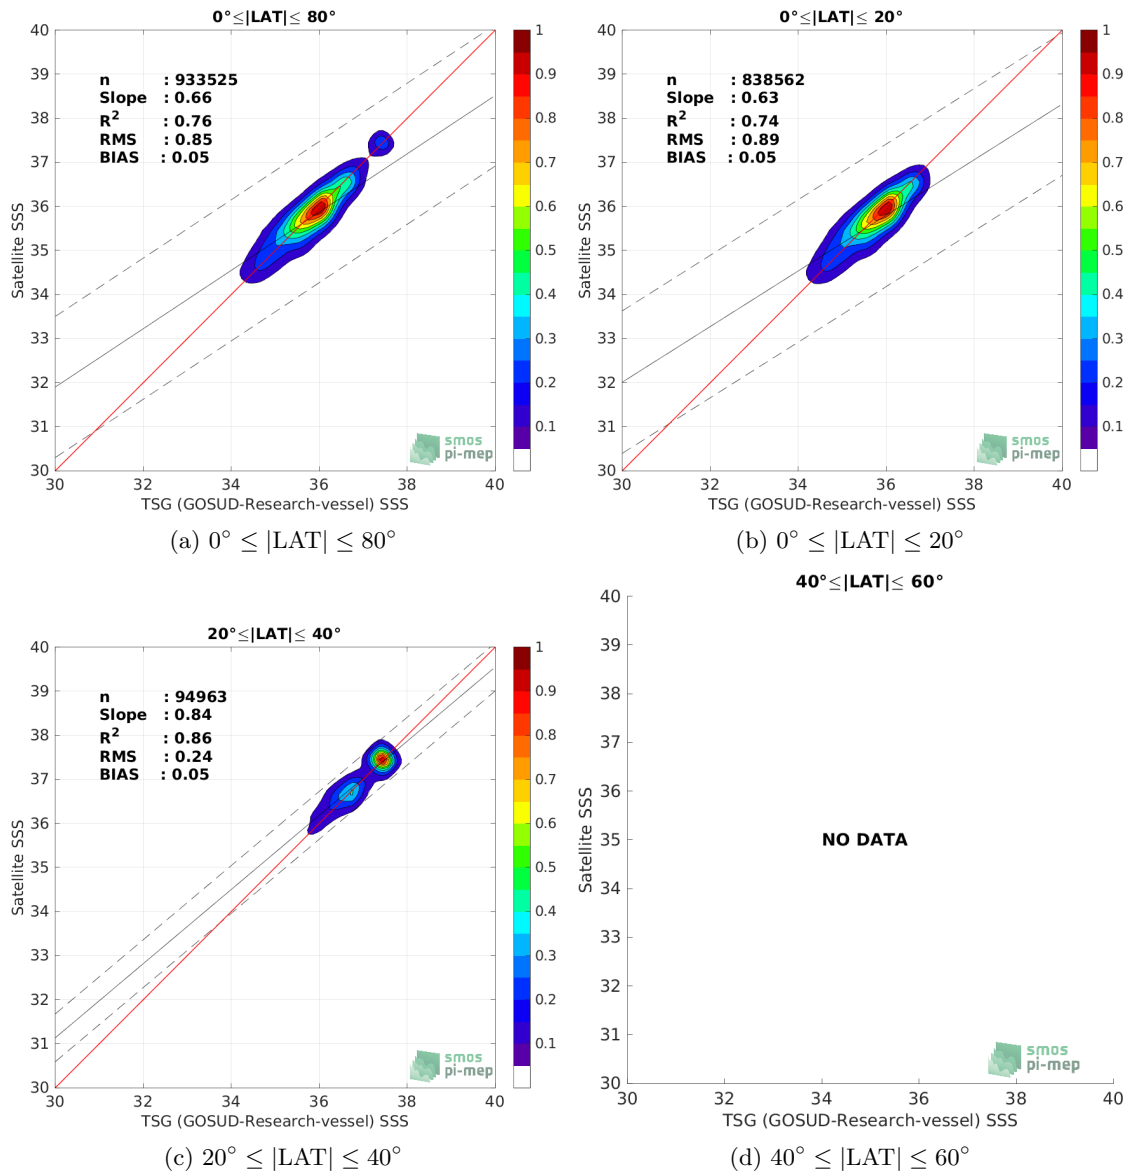 0°≤|LAT|≤ 80°
40
39
38
37
36
35
34
33
32
31
30
Satellite SSS
n : 933525
Slope : 0.66
R² : 0.76
RMS : 0.85
BIAS : 0.05
smos
pi-mep
30 32 34 36 38 40
TSG (GOSUD-Research-vessel) SSS
1
0.9
0.8
0.7
0.6
0.5
0.4
0.3
0.2
0.1
(a) 0° ≤ |LAT| ≤ 80°
0°≤|LAT|≤ 20°
40
39
38
37
36
35
34
33
32
31
30
Satellite SSS
n : 838562
Slope : 0.63
R² : 0.74
RMS : 0.89
BIAS : 0.05
smos
pi-mep
30 32 34 36 38 40
TSG (GOSUD-Research-vessel) SSS
1
0.9
0.8
0.7
0.6
0.5
0.4
0.3
0.2
0.1
(b) 0° ≤ |LAT| ≤ 20°
20°≤|LAT|≤ 40°
40
39
38
37
36
35
34
33
32
31
30
Satellite SSS
n : 94963
Slope : 0.84
R² : 0.86
RMS : 0.24
BIAS : 0.05
smos
pi-mep
30 32 34 36 38 40
TSG (GOSUD-Research-vessel) SSS
1
0.9
0.8
0.7
0.6
0.5
0.4
0.3
0.2
0.1
(c) 20° ≤ |LAT| ≤ 40°
40°≤|LAT|≤ 60°
40
39
38
37
36
35
34
33
32
31
30
Satellite SSS
NO DATA
smos
pi-mep
30 32 34 36 38 40
TSG (GOSUD-Research-vessel) SSS
(d) 40° ≤ |LAT| ≤ 60°